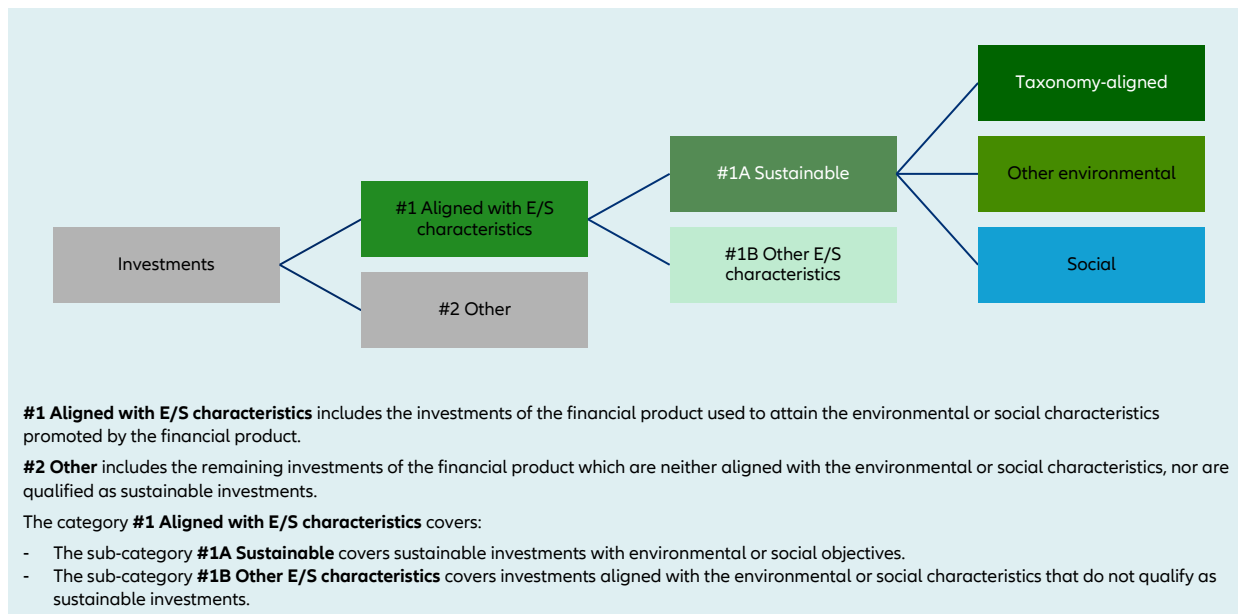 Taxonomy-aligned
#1A Sustainable
Other environmental
#1 Aligned with E/S
characteristics
Investments
#1B Other E/S
characteristics
Social
#2 Other
#1 Aligned with E/S characteristics includes the investments of the financial product used to attain the environmental or social characteristics
promoted by the financial product.
#2 Other includes the remaining investments of the financial product which are neither aligned with the environmental or social characteristics, nor are
qualified as sustainable investments.
The category #1 Aligned with E/S characteristics covers:
- The sub-category #1A Sustainable covers sustainable investments with environmental or social objectives.
- The sub-category #1B Other E/S characteristics covers investments aligned with the environmental or social characteristics that do not qualify as
sustainable investments.